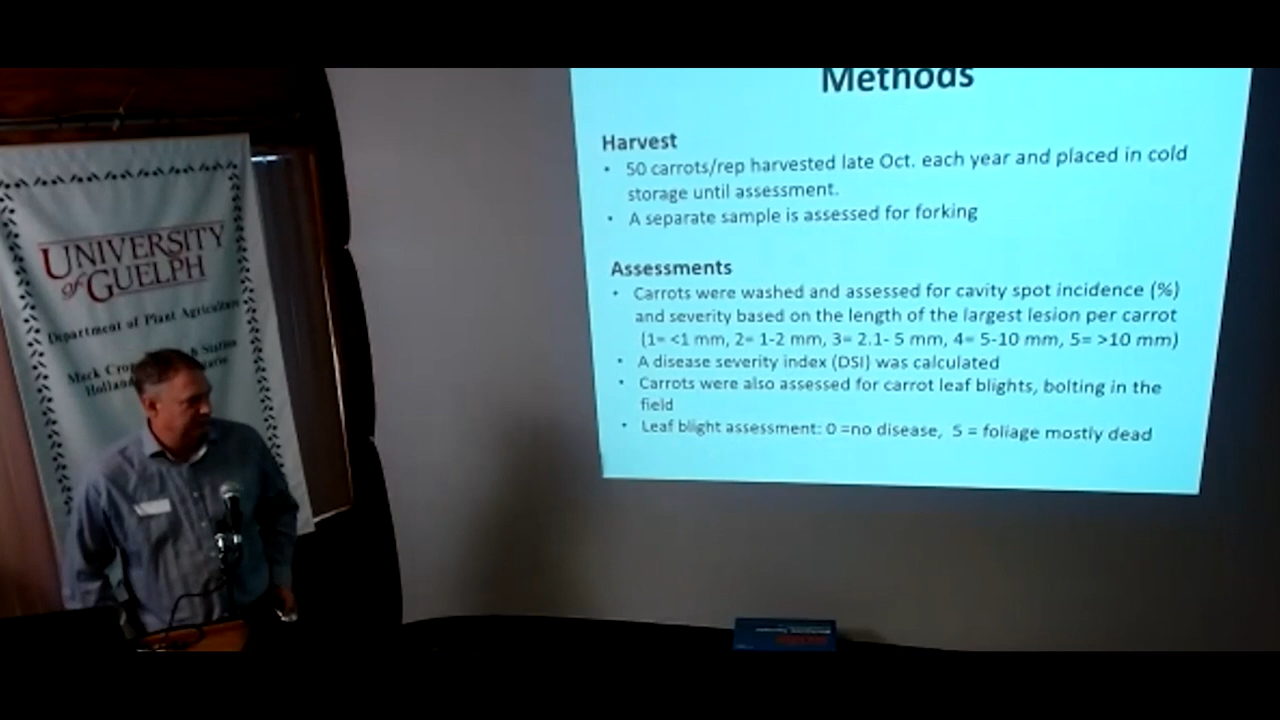 UNIVERSITY
of GUELPH
Department of Plant Agriculture
Muck Crop
Holland
Methods
Harvest
• 50 carrots/rep harvested late Oct. each year and placed in cold
storage until assessment.
• A separate sample is assessed for forking
Assessments
• Carrots were washed and assessed for cavity spot incidence (%)
and severity based on the length of the largest lesion per carrot
(1= <1 mm, 2= 1-2 mm, 3= 2.1- 5 mm, 4= 5-10 mm, 5= >10 mm)
• A disease severity index (DSI) was calculated
• Carrots were also assessed for carrot leaf blights, bolting in the
field
• Leaf blight assessment: 0 =no disease, 5 = foliage mostly dead